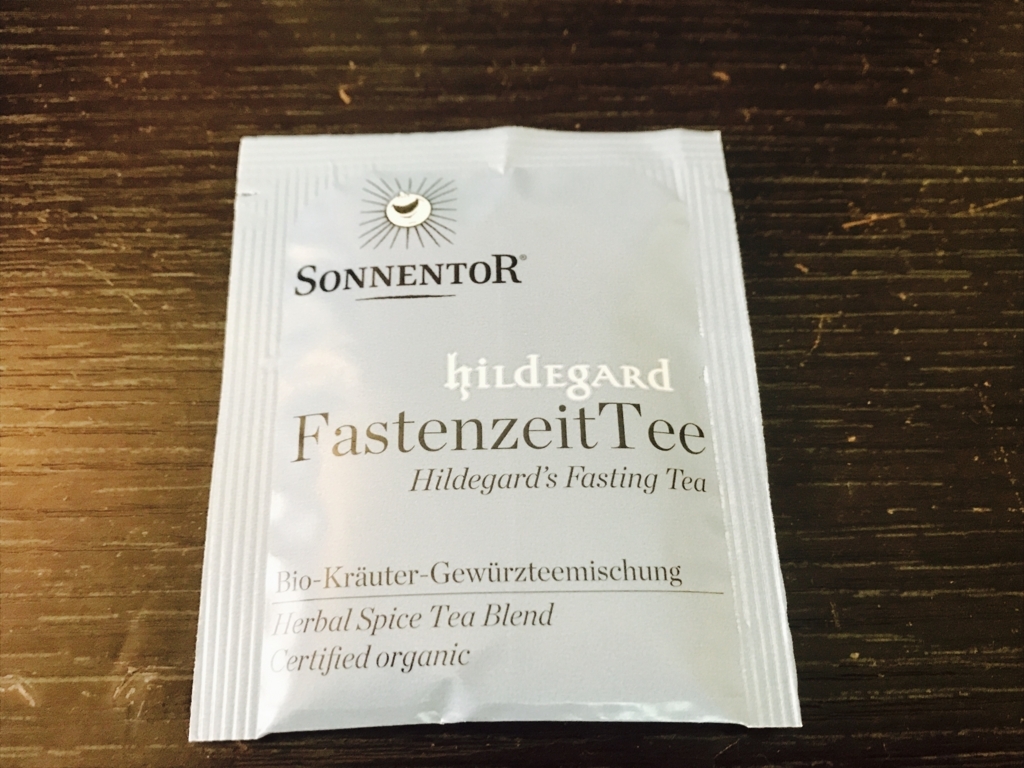 SONNENTOR®
hildegard
FastenzeitTee
Hildegard's Fasting Tea
Bio-Kräuter-Gewürzteemischung
Herbal Spice Tea Blend
Certified organic